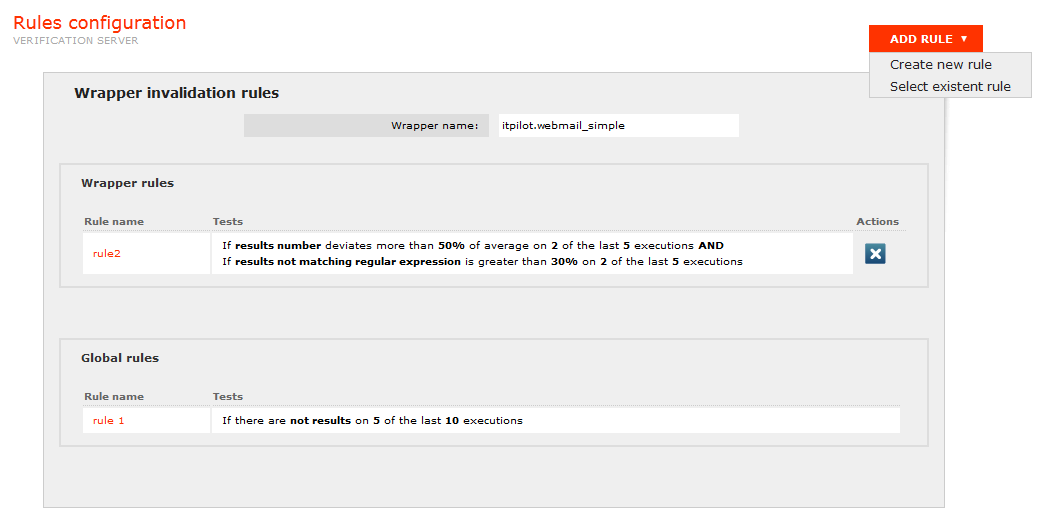 Rules configuration
VERIFICATION SERVER
ADD RULE ▼
Create new rule
Select existent rule
Wrapper invalidation rules
Wrapper name: itpilot.webmail_simple
Wrapper rules
Rule name Tests Actions
If results number deviates more than 50% of average on 2 of the last 5 executions AND
rule2
If results not matching regular expression is greater than 30% on 2 of the last 5 executions
Global rules
Rule name Tests
rule 1 If there are not results on 5 of the last 10 executions